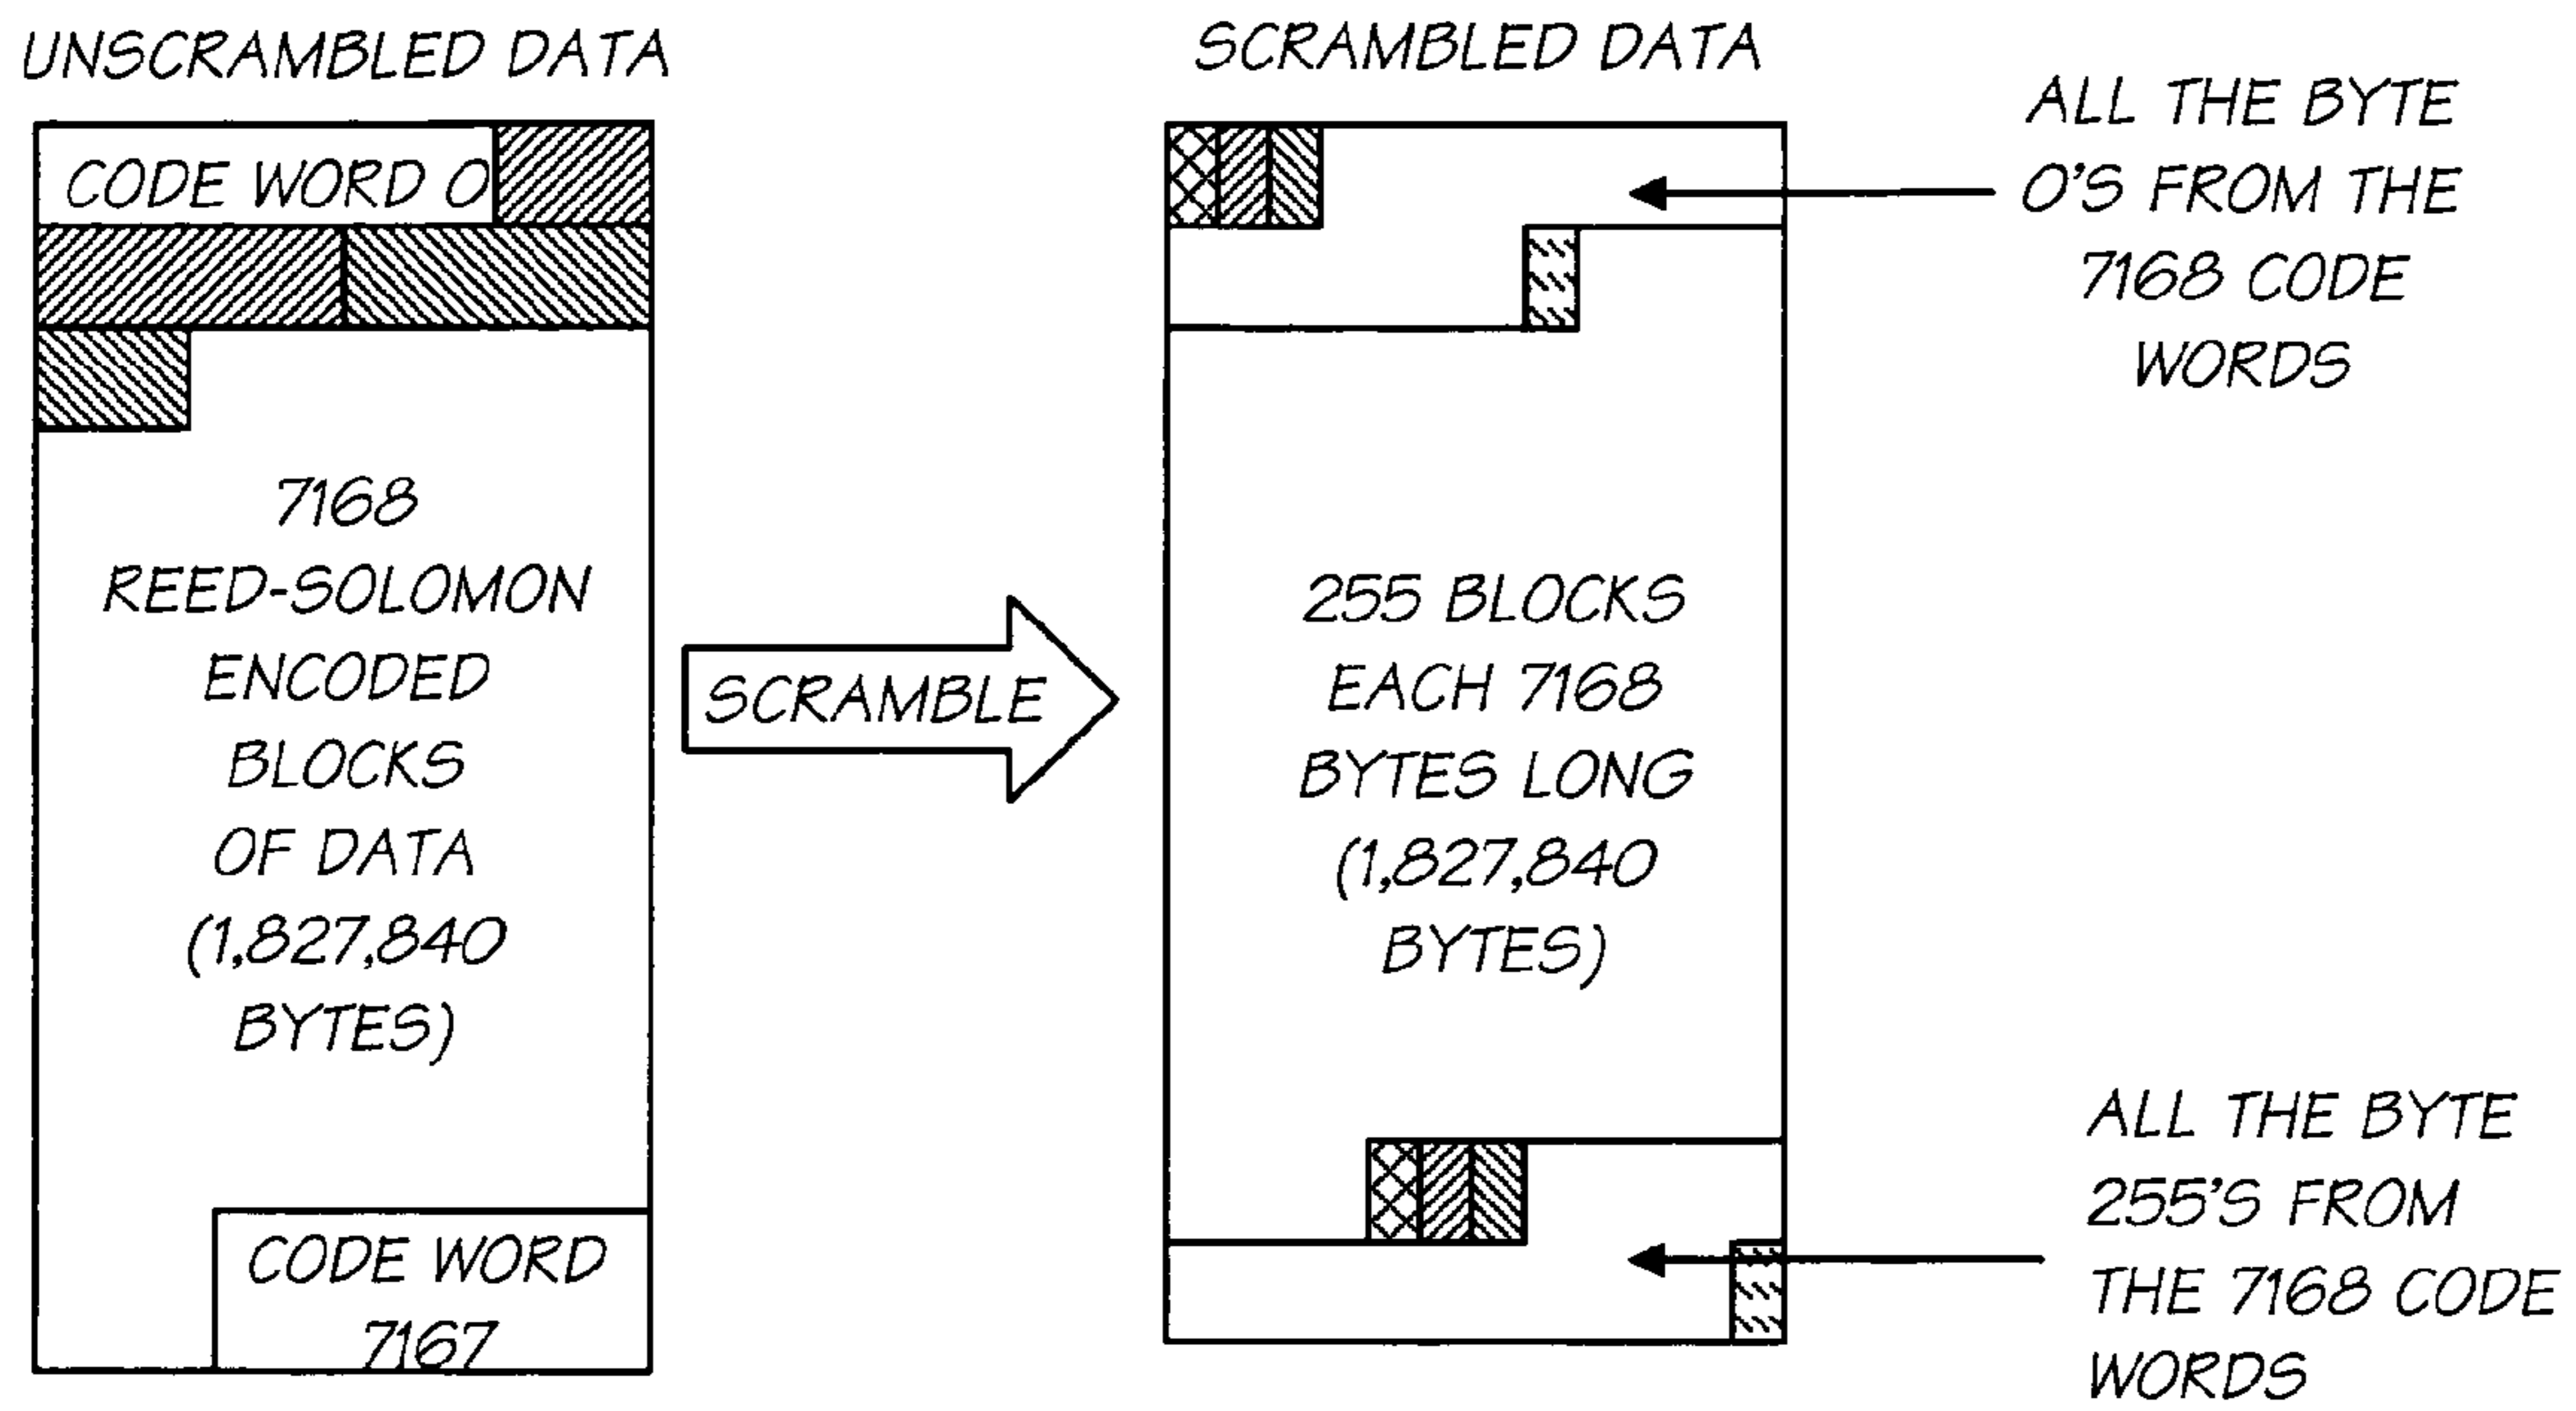 UNSCRAMBLED DATA
CODE WORD 0
7168
REED-SOLOMON
ENCODED
BLOCKS
OF DATA
(1,827,840
BYTES)
CODE WORD
7167
SCRAMBLE
SCRAMBLED DATA
255 BLOCKS
EACH 7168
BYTES LONG
(1,827,840
BYTES)
ALL THE BYTE
0'S FROM THE
7168 CODE
WORDS
ALL THE BYTE
255'S FROM
THE 7168 CODE
WORDS